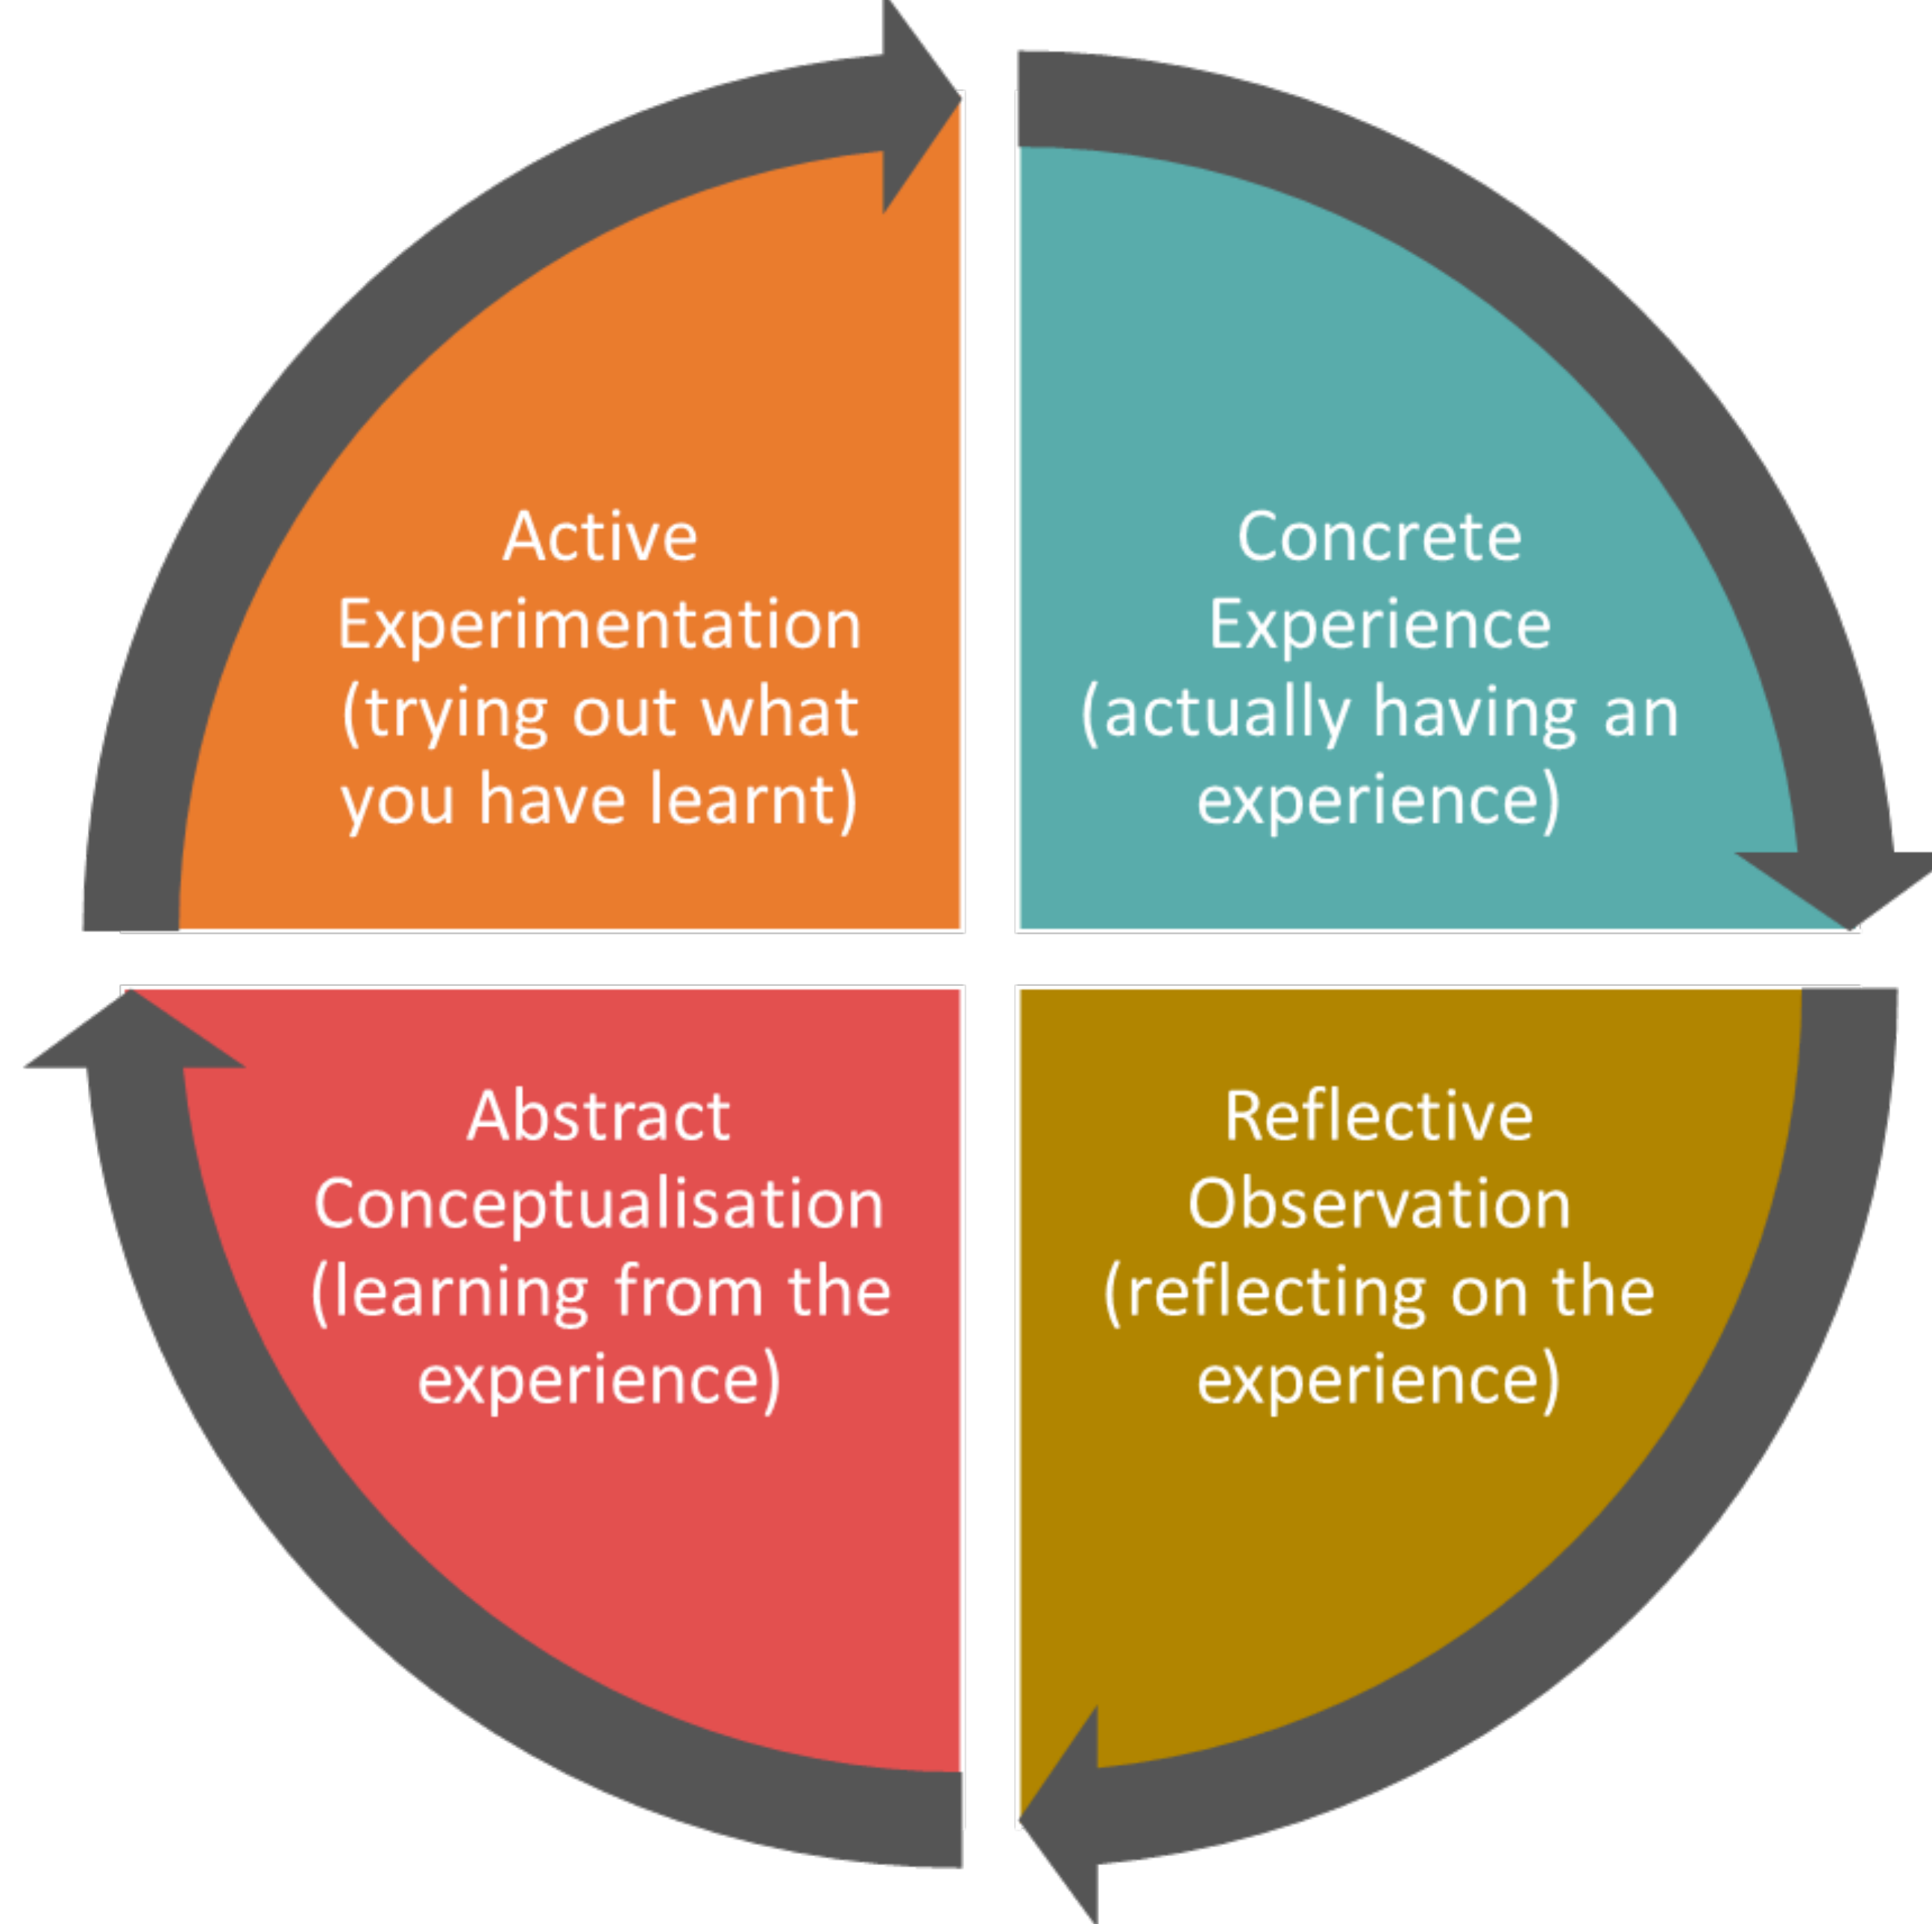 Active
Experimentation
(trying out what
you have learnt)
Concrete
Experience
(actually having an
experience)
Abstract
Conceptualisation
(learning from the
experience)
Reflective
Observation
(reflecting on the
experience)